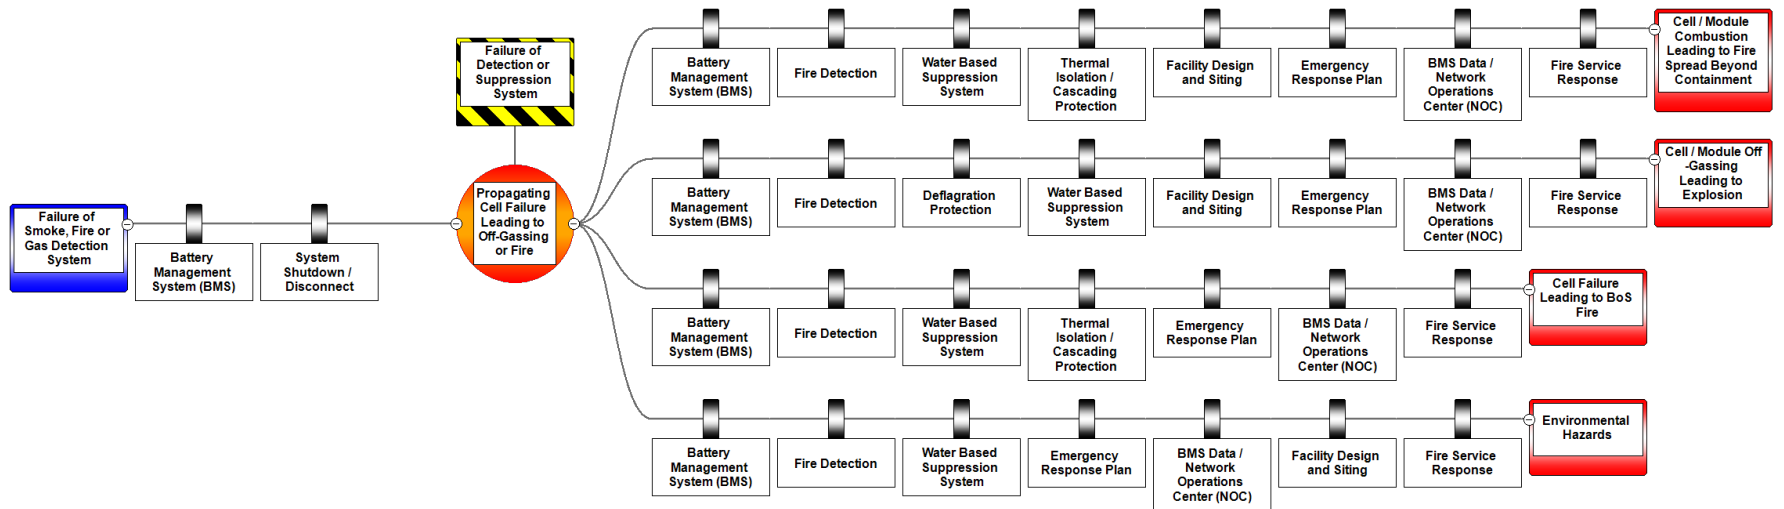 Failure of
Smoke, Fire or
Gas Detection
System
Battery
Management
System (BMS)
System
Shutdown /
Disconnect
Failure of
Detection or
Suppression
System
Propagating
Cell Failure
Leading to
Off-Gassing
or Fire
Battery
Management
System (BMS)
Fire Detection
Water Based
Suppression
System
Thermal
Isolation /
Cascading
Protection
Facility Design
and Siting
Emergency
Response Plan
BMS Data /
Network
Operations
Center (NOC)
Fire Service
Response
Cell / Module
Combustion
Leading to Fire
Spread Beyond
Containment
Battery
Management
System (BMS)
Fire Detection
Deflagration
Protection
Water Based
Suppression
System
Facility Design
and Siting
Emergency
Response Plan
BMS Data /
Network
Operations
Center (NOC)
Fire Service
Response
Cell / Module Off
-Gassing
Leading to
Explosion
Battery
Management
System (BMS)
Fire Detection
Water Based
Suppression
System
Thermal
Isolation /
Cascading
Protection
Emergency
Response Plan
BMS Data /
Network
Operations
Center (NOC)
Fire Service
Response
Cell Failure
Leading to BoS
Fire
Battery
Management
System (BMS)
Fire Detection
Water Based
Suppression
System
Emergency
Response Plan
BMS Data /
Network
Operations
Center (NOC)
Facility Design
and Siting
Fire Service
Response
Environmental
Hazards